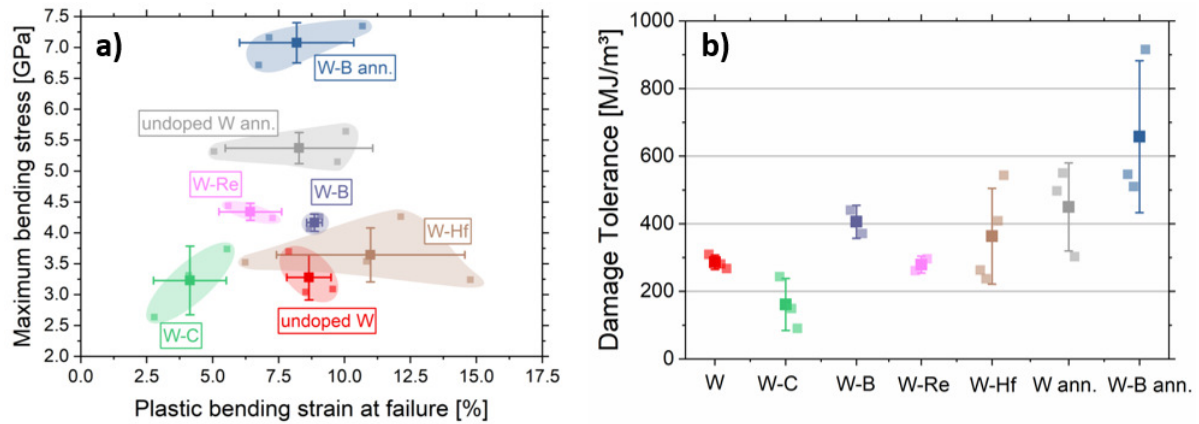 a)
Maximum bending stress [GPa]
7.5
7.0
6.5
6.0
5.5
5.0
4.5
4.0
3.5
3.0
2.5
2.0
W-B ann.
undoped W ann.
W-Re
W-B
W-Hf
W-C
undoped W
0.0 2.5 5.0 7.5 10.0 12.5 15.0 17.5
Plastic bending strain at failure [%]
b)
Damage Tolerance [MJ/m³]
1000
800
600
400
200
0
W W-C W-B W-Re W-Hf W ann. W-B ann.